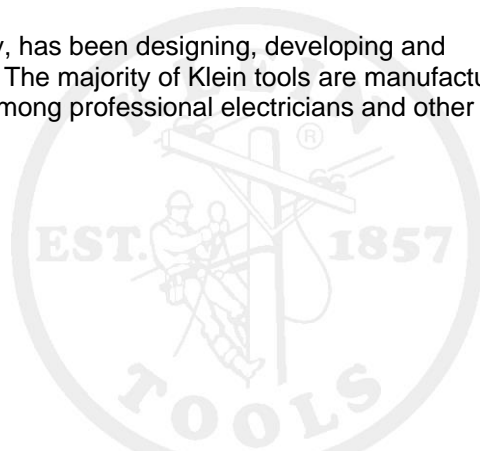 y, has been designing, developing and
The majority of Klein tools are manufactu
mong professional electricians and other
KLEIN
®
EST. 1857
TOOLS